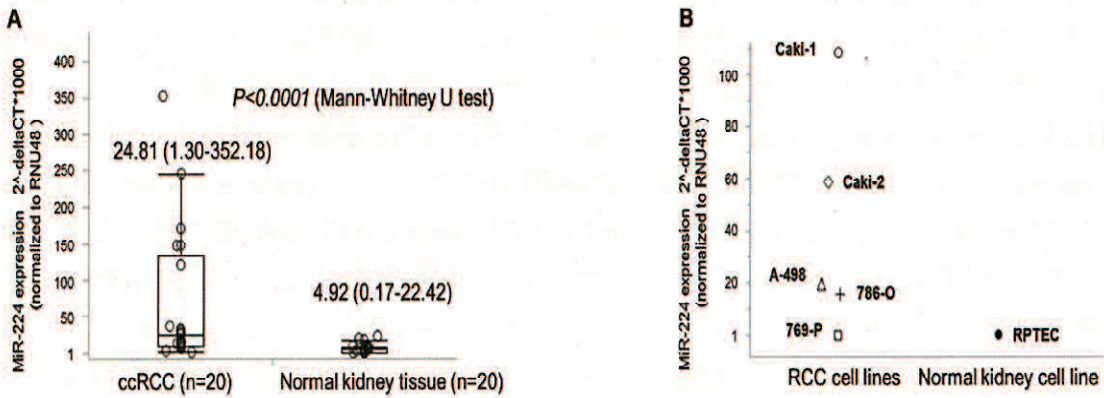 A
MiR-224 expression 2^-deltaCT*1000
(normalized to RNU48 )
400
350
300
250
200
150
100
50
1
P<0.0001 (Mann-Whitney U test)
24.81 (1.30-352.18)
4.92 (0.17-22.42)
ccRCC (n=20)
Normal kidney tissue (n=20)
B
MiR-224 expression 2^-deltaCT*1000
(normalized to RNU48 )
100
80
60
40
20
1
Caki-1
Caki-2
A-498
786-O
769-P
RPTEC
RCC cell lines
Normal kidney cell line